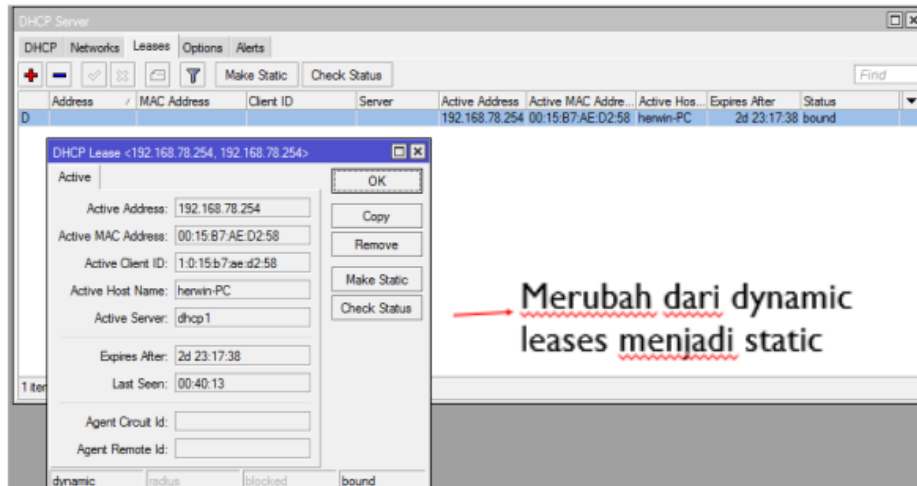 DHCP Server
DHCP Networks Leases Options Alerts
Make Static Check Status Find
Address / MAC Address Client ID Server Active Address Active MAC Addre... Active Hos... Expires After Status
D 192.168.78.254 00:15:B7:AE:D2:58 herwin-PC 2d 23:17:38 bound
DHCP Lease <192.168.78.254, 192.168.78.254>
Active
OK
Active Address: 192.168.78.254
Copy
Active MAC Address: 00:15:B7:AE:D2:58
Remove
Active Client ID: 1:0:15:b7:ae:d2:58
Make Static
Active Host Name: herwin-PC
Check Status
Active Server: dhcp1
Merubah dari dynamic
leases menjadi static
Expires After: 2d 23:17:38
Last Seen: 00:40:13
1 iter
Agent Circuit Id:
Agent Remote Id:
dynamic radius blocked bound